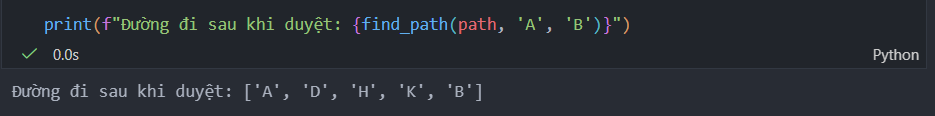 print(f"Đường đi sau khi duyệt: {find_path(path, 'A', 'B')}")
0.0s
Python
Đường đi sau khi duyệt: ['A', 'D', 'H', 'K', 'B']